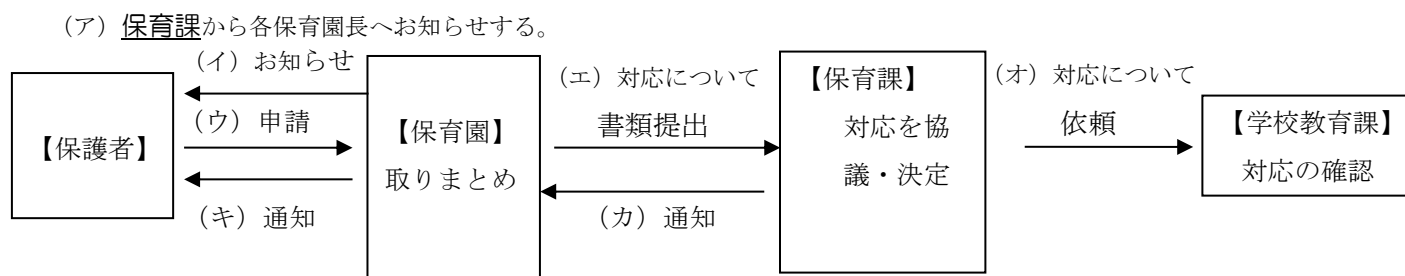 （ア）保育課から各保育園長へお知らせする。
（イ）お知らせ
（ウ）申請
【保護者】
（キ）通知
【保育園】
取りまとめ
（エ）対応について
書類提出
（カ）通知
【保育課】
対応を協
議・決定
（オ）対応について
依頼
【学校教育課】
対応の確認